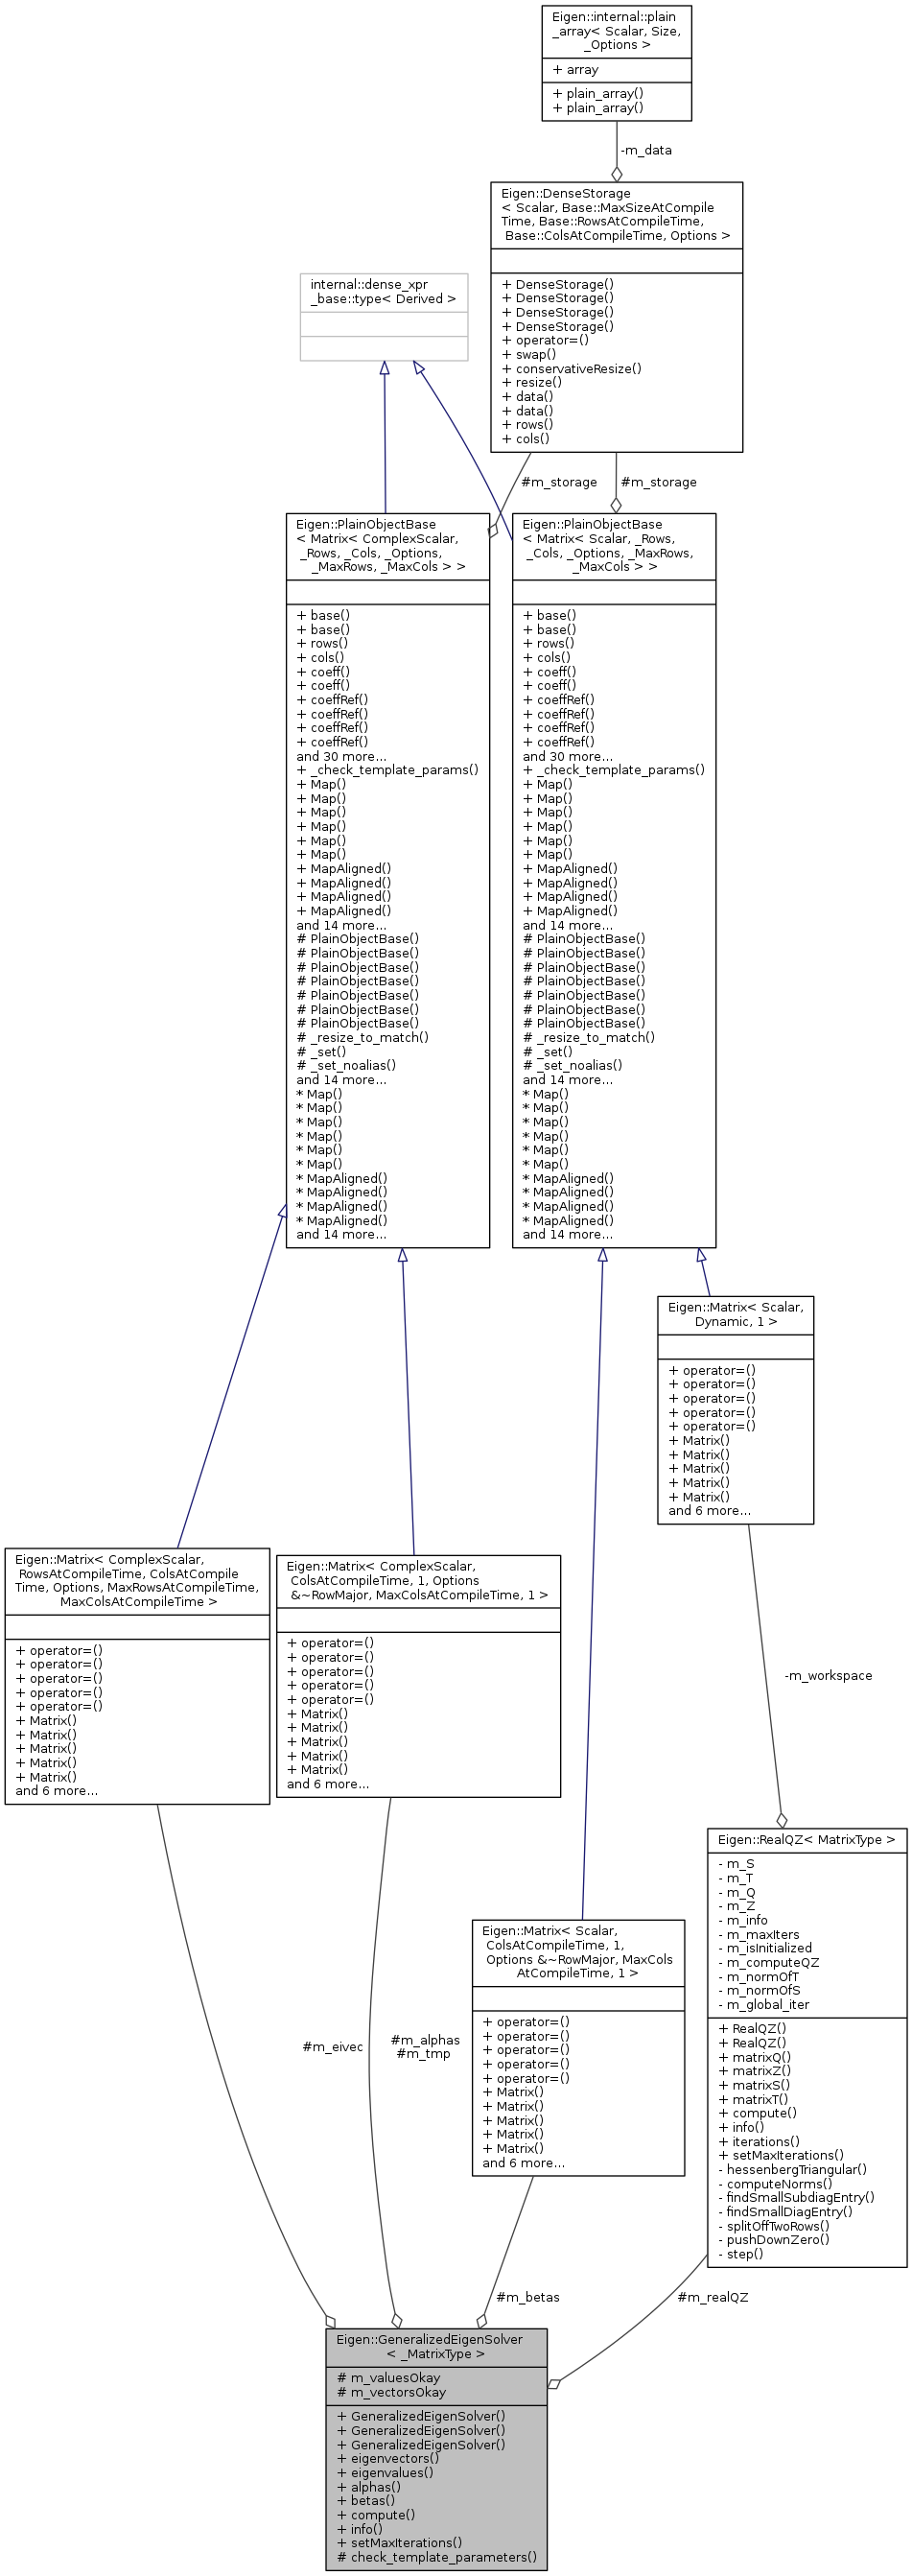 Eigen::internal::plain
_array< Scalar, Size,
_Options >
+ array
+ plain_array()
+ plain_array()
-m_data
Eigen::DenseStorage
< Scalar, Base::MaxSizeAtCompile
Time, Base::RowsAtCompileTime,
Base::ColsAtCompileTime, Options >
+ DenseStorage()
+ DenseStorage()
+ DenseStorage()
+ DenseStorage()
+ operator=()
+ swap()
+ conservativeResize()
+ resize()
+ data()
+ data()
+ rows()
+ cols()
internal::dense_xpr
_base::type< Derived >
#m_storage
#m_storage
Eigen::PlainObjectBase
< Matrix< ComplexScalar,
_Rows, _Cols, _Options,
_MaxRows, _MaxCols > >
+ base()
+ base()
+ rows()
+ cols()
+ coeff()
+ coeff()
+ coeffRef()
+ coeffRef()
+ coeffRef()
+ coeffRef()
and 30 more...
+ _check_template_params()
+ Map()
+ Map()
+ Map()
+ Map()
+ Map()
+ Map()
+ MapAligned()
+ MapAligned()
+ MapAligned()
+ MapAligned()
and 14 more...
# PlainObjectBase()
# PlainObjectBase()
# PlainObjectBase()
# PlainObjectBase()
# PlainObjectBase()
# PlainObjectBase()
# PlainObjectBase()
# _resize_to_match()
# _set()
# _set_noalias()
and 14 more...
* Map()
* Map()
* Map()
* Map()
* Map()
* Map()
* MapAligned()
* MapAligned()
* MapAligned()
* MapAligned()
and 14 more...
Eigen::PlainObjectBase
< Matrix< Scalar, _Rows,
_Cols, _Options, _MaxRows,
_MaxCols > >
+ base()
+ base()
+ rows()
+ cols()
+ coeff()
+ coeff()
+ coeffRef()
+ coeffRef()
+ coeffRef()
+ coeffRef()
and 30 more...
+ _check_template_params()
+ Map()
+ Map()
+ Map()
+ Map()
+ Map()
+ Map()
+ MapAligned()
+ MapAligned()
+ MapAligned()
+ MapAligned()
and 14 more...
# PlainObjectBase()
# PlainObjectBase()
# PlainObjectBase()
# PlainObjectBase()
# PlainObjectBase()
# PlainObjectBase()
# PlainObjectBase()
# _resize_to_match()
# _set()
# _set_noalias()
and 14 more...
* Map()
* Map()
* Map()
* Map()
* Map()
* Map()
* MapAligned()
* MapAligned()
* MapAligned()
* MapAligned()
and 14 more...
Eigen::Matrix< Scalar,
Dynamic, 1 >
+ operator=()
+ operator=()
+ operator=()
+ operator=()
+ operator=()
+ Matrix()
+ Matrix()
+ Matrix()
+ Matrix()
+ Matrix()
and 6 more...
Eigen::Matrix< ComplexScalar,
RowsAtCompileTime, ColsAtCompile
Time, Options, MaxRowsAtCompileTime,
MaxColsAtCompileTime >
+ operator=()
+ operator=()
+ operator=()
+ operator=()
+ operator=()
+ Matrix()
+ Matrix()
+ Matrix()
+ Matrix()
+ Matrix()
and 6 more...
Eigen::Matrix< ComplexScalar,
ColsAtCompileTime, 1, Options
&~RowMajor, MaxColsAtCompileTime, 1 >
+ operator=()
+ operator=()
+ operator=()
+ operator=()
+ operator=()
+ Matrix()
+ Matrix()
+ Matrix()
+ Matrix()
+ Matrix()
and 6 more...
-m_workspace
Eigen::RealQZ< MatrixType >
- m_S
- m_T
- m_Q
- m_Z
- m_info
- m_maxIters
- m_isInitialized
- m_computeQZ
- m_normOfT
- m_normOfS
- m_global_iter
+ RealQZ()
+ RealQZ()
+ matrixQ()
+ matrixZ()
+ matrixS()
+ matrixT()
+ compute()
+ info()
+ iterations()
+ setMaxIterations()
- hessenbergTriangular()
- computeNorms()
- findSmallSubdiagEntry()
- findSmallDiagEntry()
- splitOffTwoRows()
- pushDownZero()
- step()
Eigen::Matrix< Scalar,
ColsAtCompileTime, 1,
Options &~RowMajor, MaxCols
AtCompileTime, 1 >
+ operator=()
+ operator=()
+ operator=()
+ operator=()
+ operator=()
+ Matrix()
+ Matrix()
+ Matrix()
+ Matrix()
+ Matrix()
and 6 more...
#m_eivec
#m_alphas
#m_tmp
#m_betas
#m_realQZ
Eigen::GeneralizedEigenSolver
< _MatrixType >
# m_valuesOkay
# m_vectorsOkay
+ GeneralizedEigenSolver()
+ GeneralizedEigenSolver()
+ GeneralizedEigenSolver()
+ eigenvectors()
+ eigenvalues()
+ alphas()
+ betas()
+ compute()
+ info()
+ setMaxIterations()
# check_template_parameters()